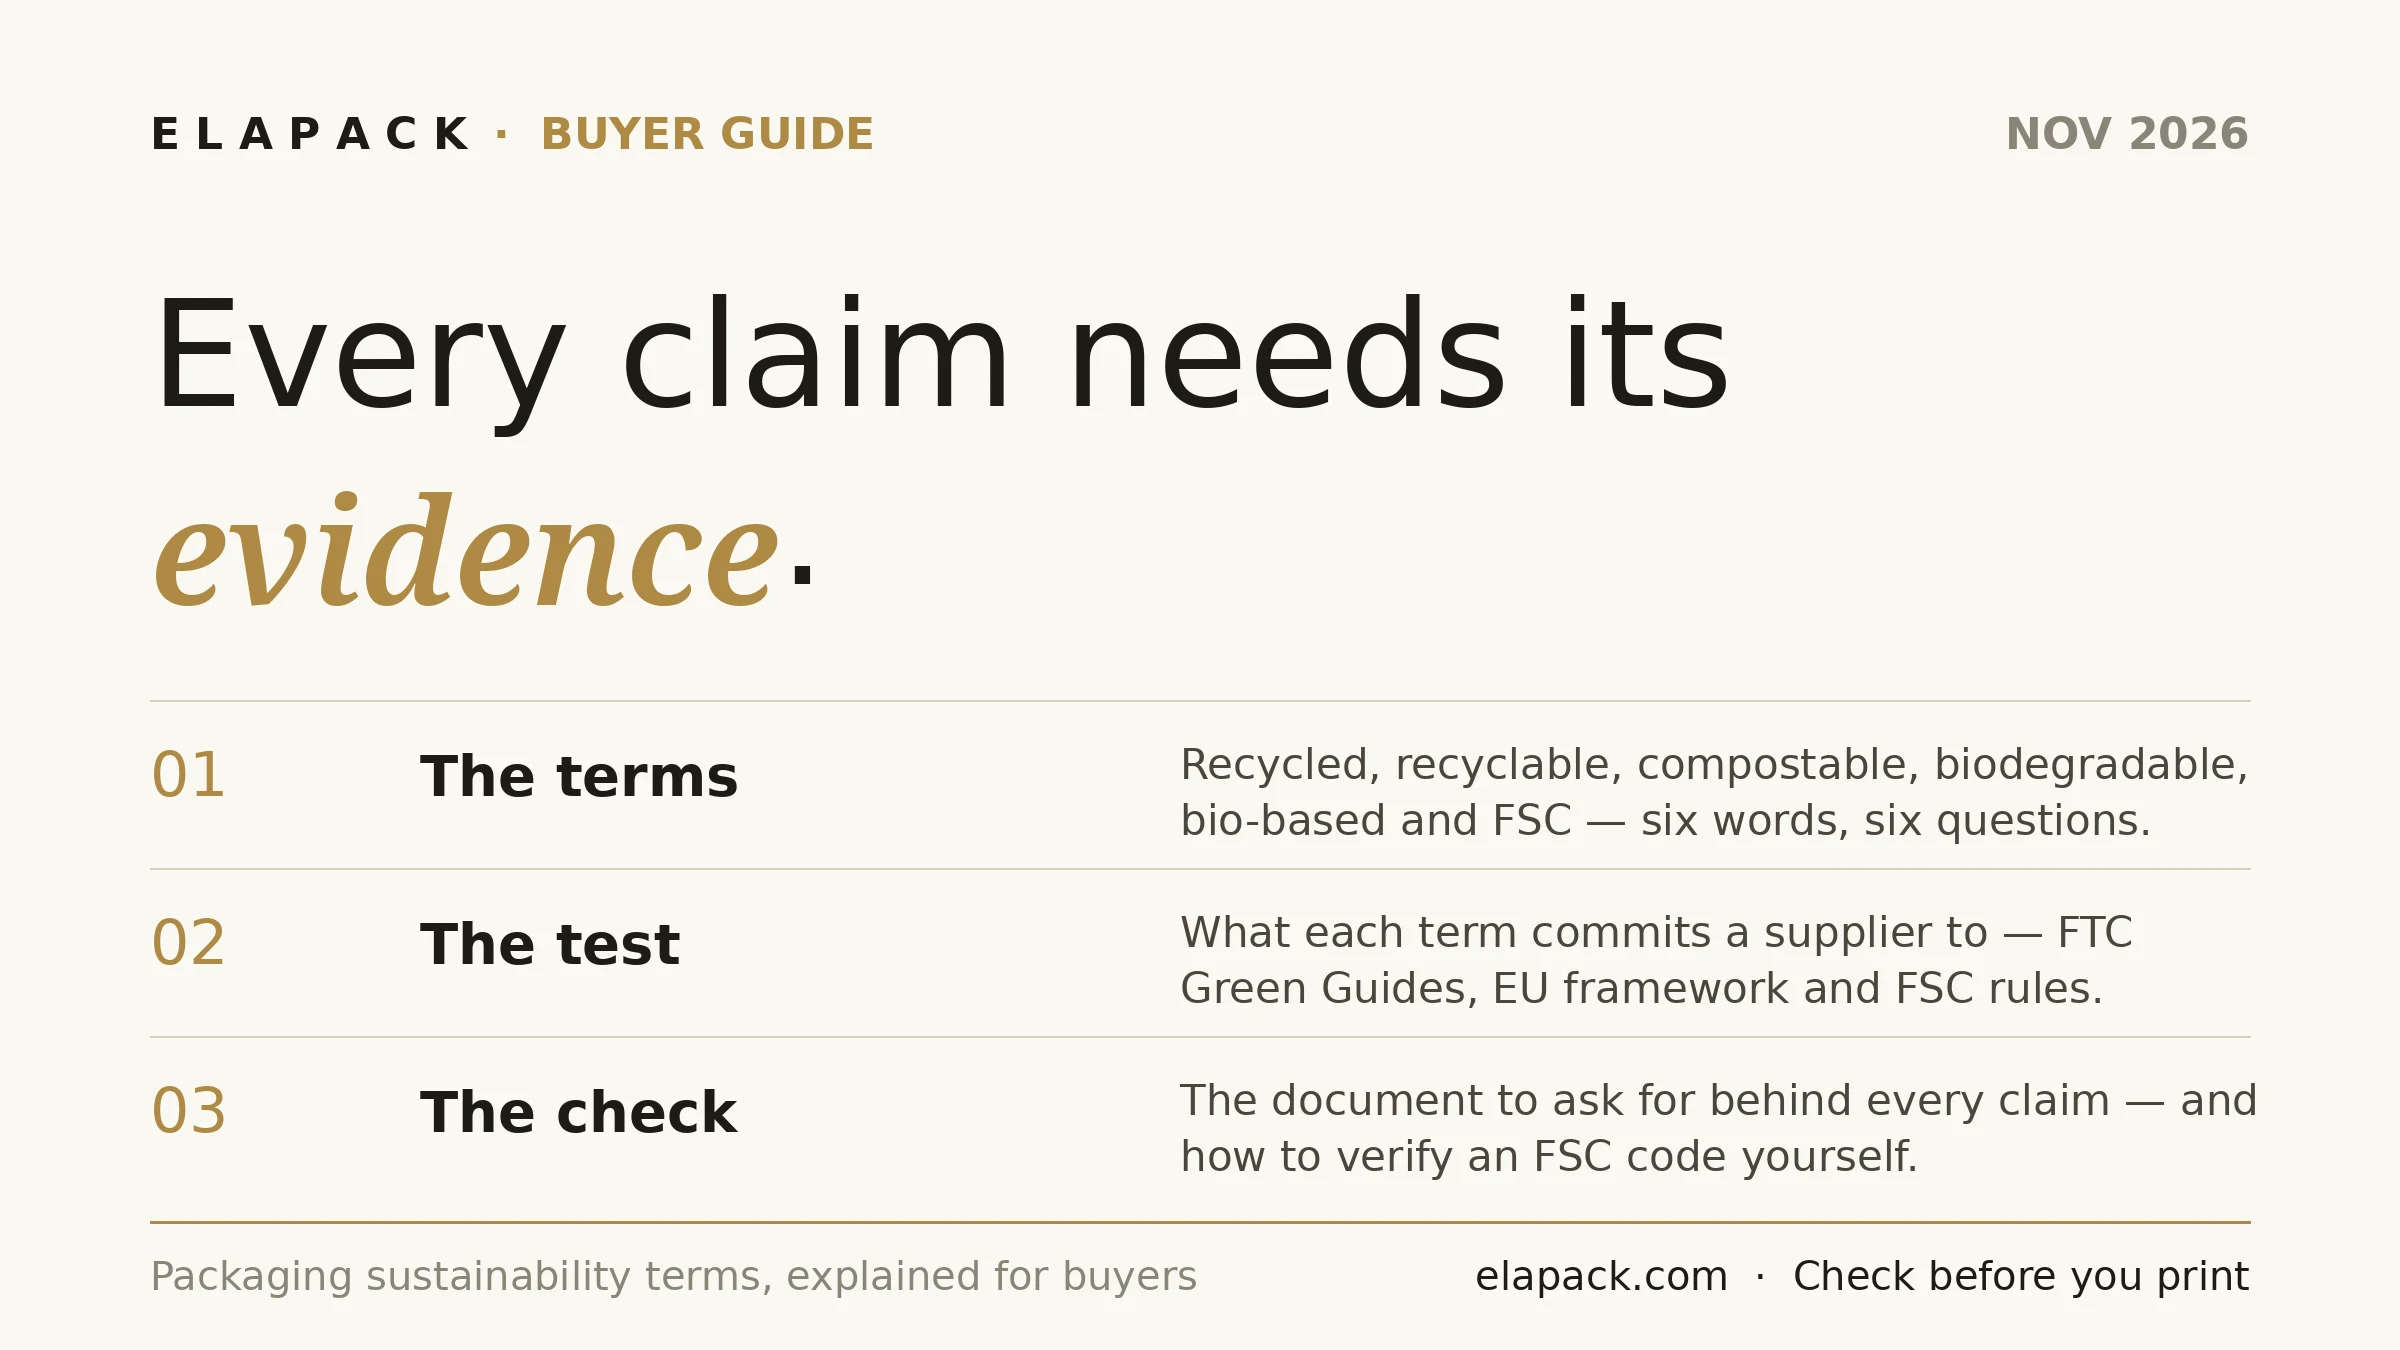 ELAPACK · BUYER GUIDE
NOV 2026
Every claim needs its
evidence.
01
The terms
Recycled, recyclable, compostable, biodegradable,
bio-based and FSC — six words, six questions.
02
The test
What each term commits a supplier to — FTC
Green Guides, EU framework and FSC rules.
03
The check
The document to ask for behind every claim — and
how to verify an FSC code yourself.
Packaging sustainability terms, explained for buyers
elapack.com · Check before you print